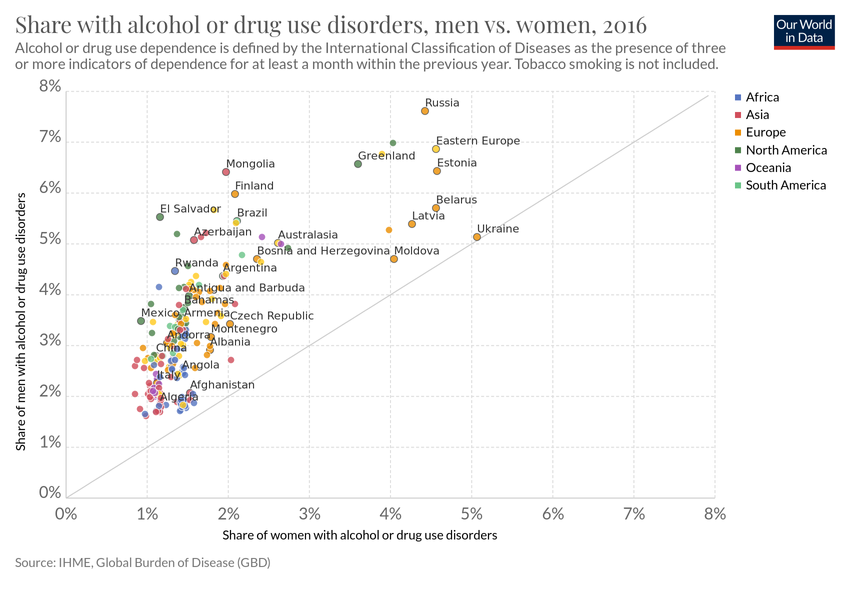 Share with alcohol or drug use disorders, men vs. women, 2016
Our World
in Data
Alcohol or drug use dependence is defined by the International Classification of Diseases as the presence of three
or more indicators of dependence for at least a month within the previous year. Tobacco smoking is not included.
8%
7%
6%
5%
4%
3%
2%
1%
0%
Share of men with alcohol or drug use disorders
Russia
Eastern Europe
Greenland
Estonia
Mongolia
Finland
El Salvador
Brazil
Belarus
Latvia
Ukraine
Azerbaijan
Australasia
Bosnia and Herzegovina
Moldova
Rwanda
Argentina
Antigua and Barbuda
Bahamas
Mexico
Armenia
Czech Republic
Montenegro
Andorra
Albania
China
Angola
Italy
Afghanistan
Algeria
0%
1%
2%
3%
4%
5%
6%
7%
8%
Share of women with alcohol or drug use disorders
Africa
Asia
Europe
North America
Oceania
South America
Source: IHME, Global Burden of Disease (GBD)